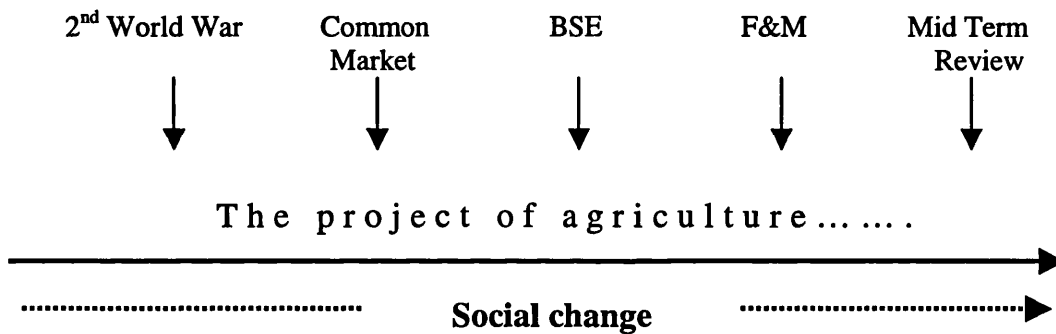 2nd World War Common Market BSE F&M Mid Term Review
The project of agriculture... ... .
Social change